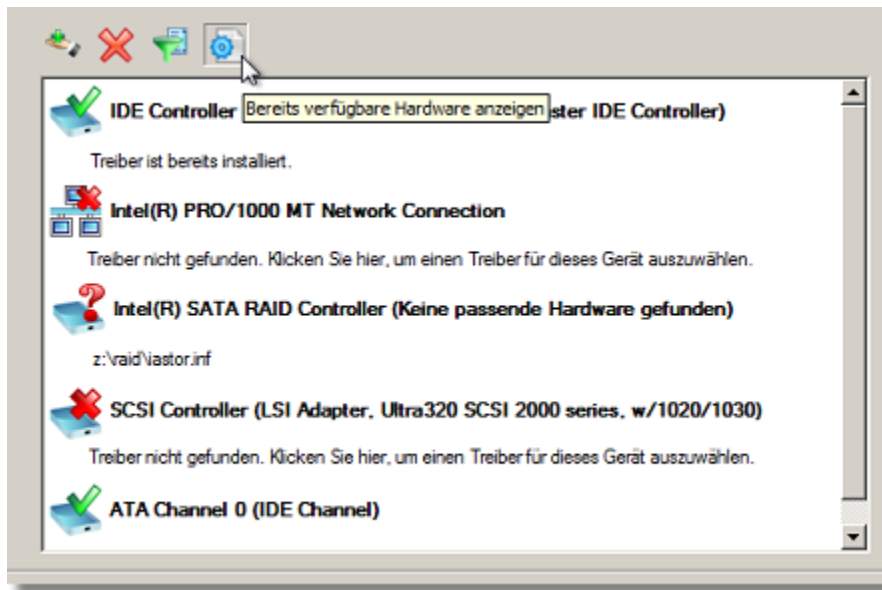 IDE Controller Bereits verfügbare Hardware anzeigen ster IDE Controller)
Treiber ist bereits installiert.
Intel(R) PRO/1000 MT Network Connection
Treiber nicht gefunden. Klicken Sie hier, um einen Treiber für dieses Gerät auszuwählen.
Intel(R) SATA RAID Controller (Keine passende Hardware gefunden)
z:\raid\iastor.inf
SCSI Controller (LSI Adapter, Ultra320 SCSI 2000 series, w/1020/1030)
Treiber nicht gefunden. Klicken Sie hier, um einen Treiber für dieses Gerät auszuwählen.
ATA Channel 0 (IDE Channel)